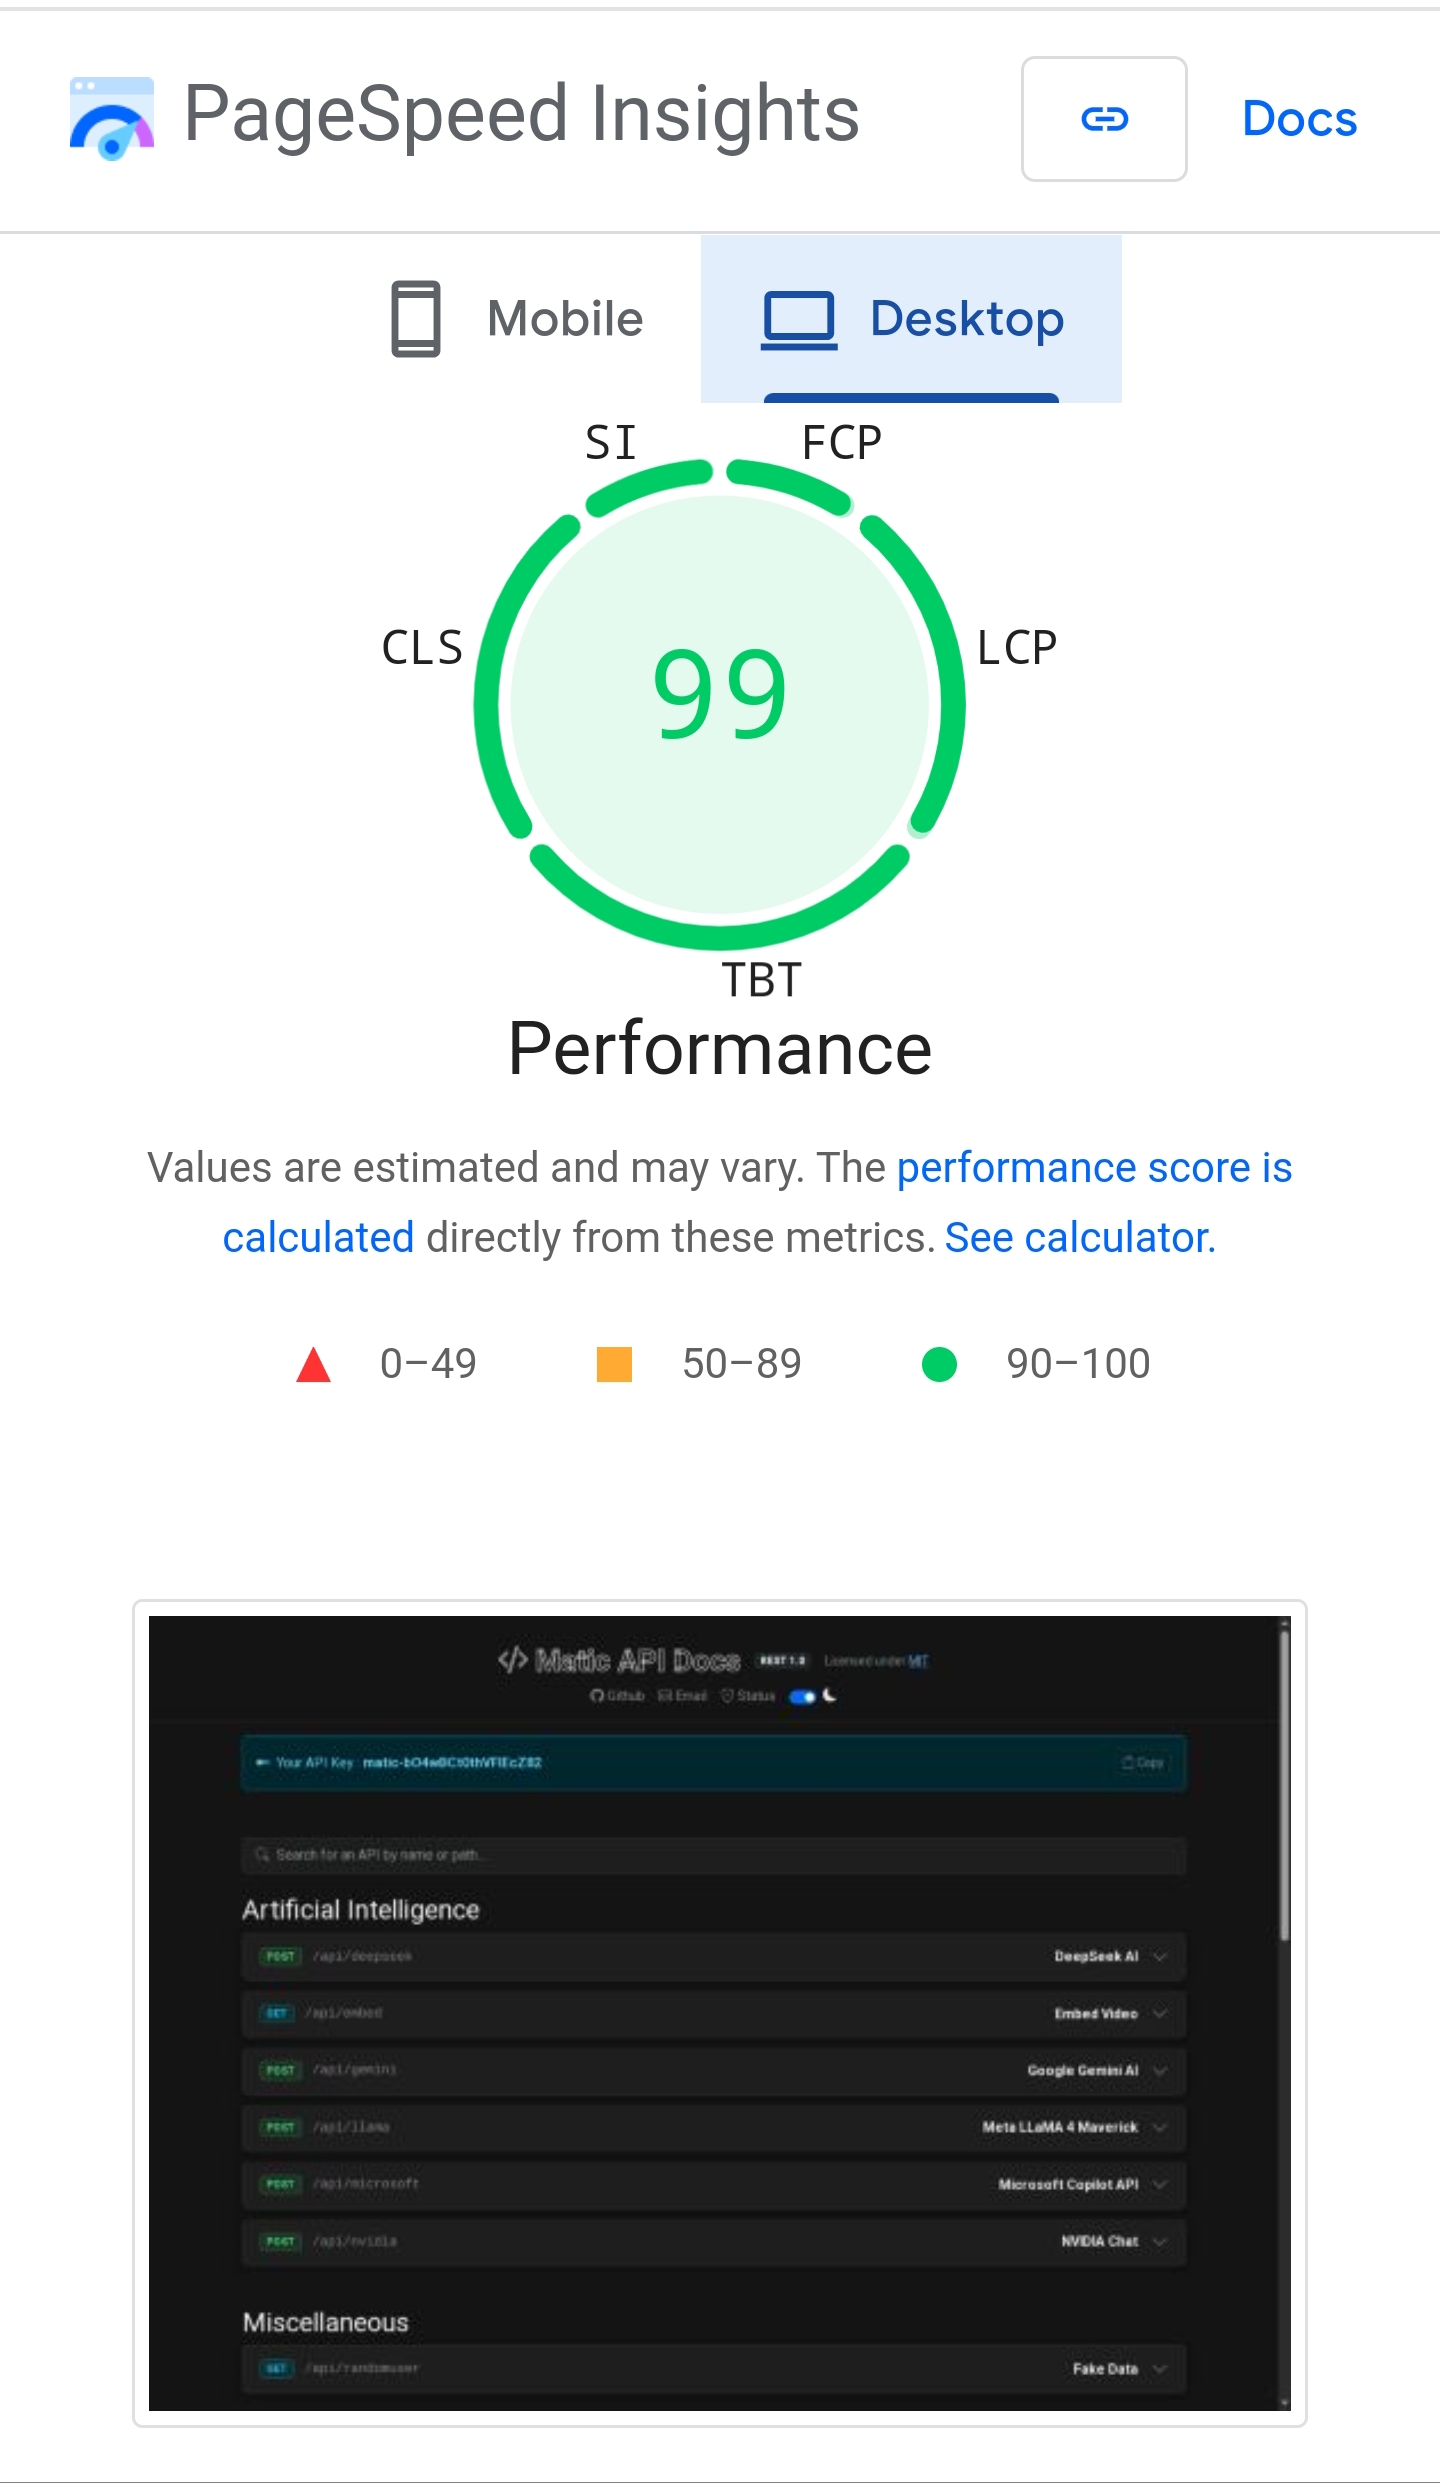 PageSpeed Insights
Docs
Mobile
Desktop
SI
FCP
CLS
LCP
99
TBT
Performance
Values are estimated and may vary. The performance score is
calculated directly from these metrics. See calculator.
0–49
50–89
90–100
</> Matic API Docs REST 1.0 Licensed under MIT
Github Email Status
Your API Key Copy
Search for an API by name or path...
Artificial Intelligence
POST /api/deepseek DeepSeek AI
GET /api/embed Embed Video
POST /api/gemini Google Gemini AI
POST /api/llama Meta LLaMA 4 Maverick
POST /api/microsoft Microsoft Copilot API
POST /api/nvidia NVIDIA Chat
Miscellaneous
GET /api/randomuser Fake Data